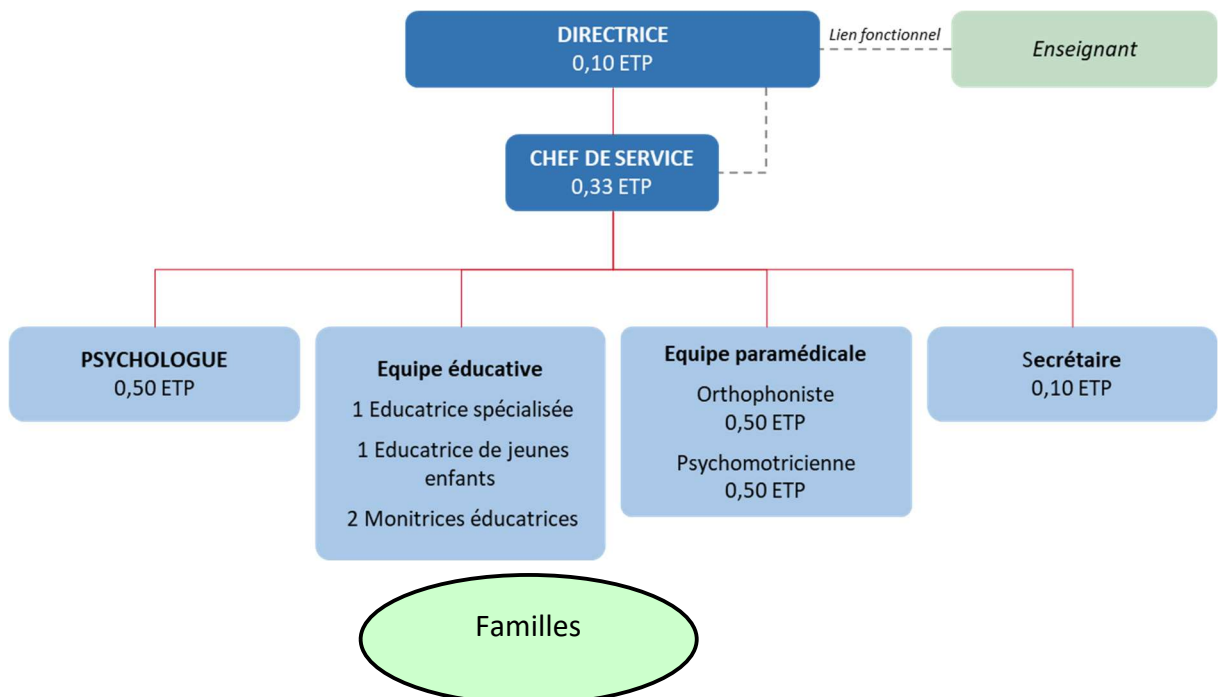 DIRECTRICE
0,10 ETP
Lien fonctionnel
Enseignant
CHEF DE SERVICE
0,33 ETP
PSYCHOLOGUE
0,50 ETP
Equipe éducative
1 Educatrice spécialisée
1 Educatrice de jeunes
enfants
2 Monitrices éducatrices
Equipe paramédicale
Orthophoniste
0,50 ETP
Psychomotricienne
0,50 ETP
Secrétaire
0,10 ETP
Familles